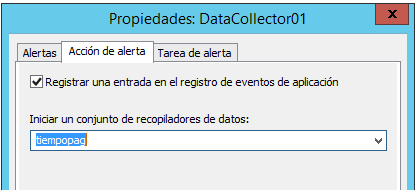 Propiedades: DataCollector01
x
Alertas Acción de alerta Tarea de alerta
Registrar una entrada en el registro de eventos de aplicación
Iniciar un conjunto de recopiladores de datos:
tiempopag